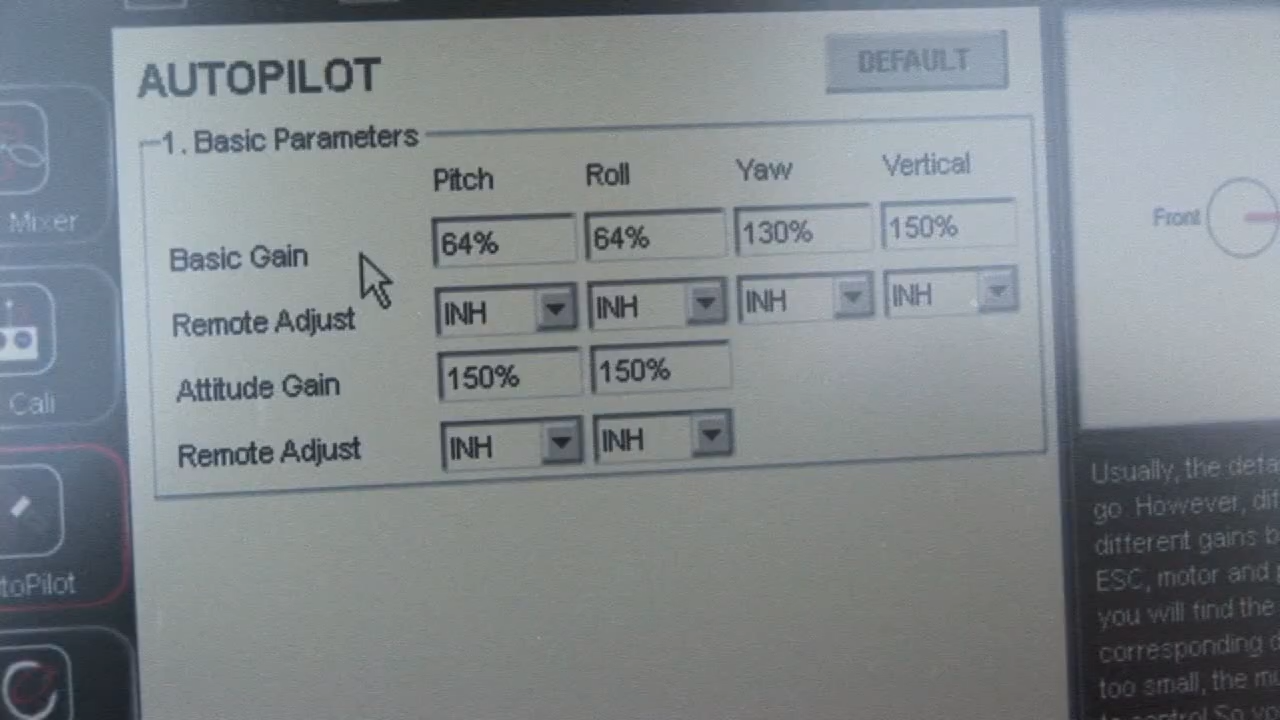 AUTOPILOT
DEFAULT
1. Basic Parameters
Pitch Roll Yaw Vertical
Basic Gain 64% 64% 130% 150%
Remote Adjust INH INH INH INH
Attitude Gain 150% 150%
Remote Adjust INH INH
Mixer
Cali
toPilot
Front
Usually, the
go. However,
different gains
ESC, motor and
you will find the
corresponding
too small, the